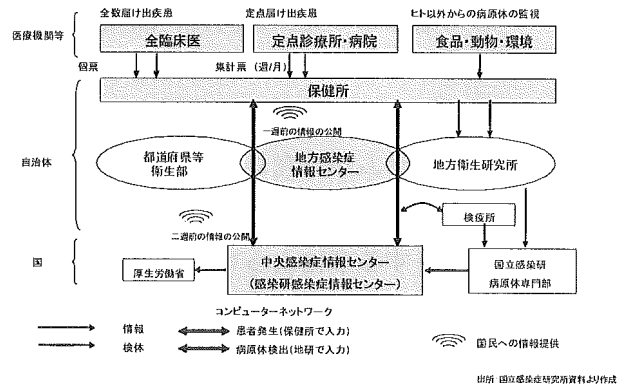 全数届け出疾患
定点届け出疾患
ヒト以外からの病原体の監視
医療機関等
全臨床医
定点診療所・病院
食品・動物・環境
個票
集計票（週/月）
保健所
一週前の情報の公開
自治体
都道府県等
衛生部
地方感染症
情報センター
地方衛生研究所
検疫所
二週前の情報の公開
国
厚生労働省
中央感染症情報センター
（感染研感染症情報センター）
国立感染研
病原体専門部
コンピューターネットワーク
情報
患者発生(保健所で入力)
検体
病原体検出(地研で入力)
国民への情報提供
出所 国立感染症研究所資料より作成